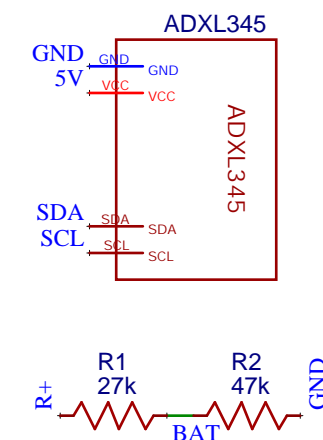 ADXL345
GND GND GND
5V VCC VCC
ADXL345
SDA SDA SDA
SCL SCL SCL
R1 R2
27k 47k
R+ BAT GND